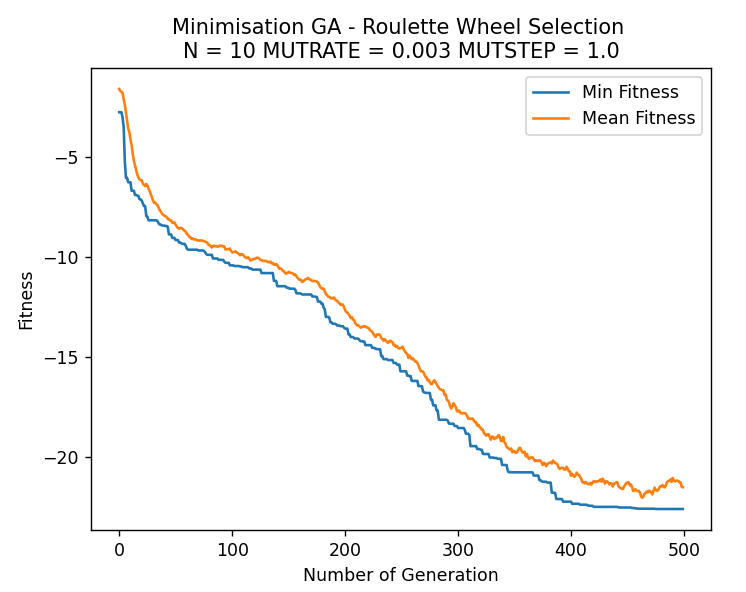 Minimisation GA - Roulette Wheel Selection
N = 10 MUTRATE = 0.003 MUTSTEP = 1.0
Min Fitness
Mean Fitness
−5
−10
−15
−20
Fitness
0 100 200 300 400 500
Number of Generation